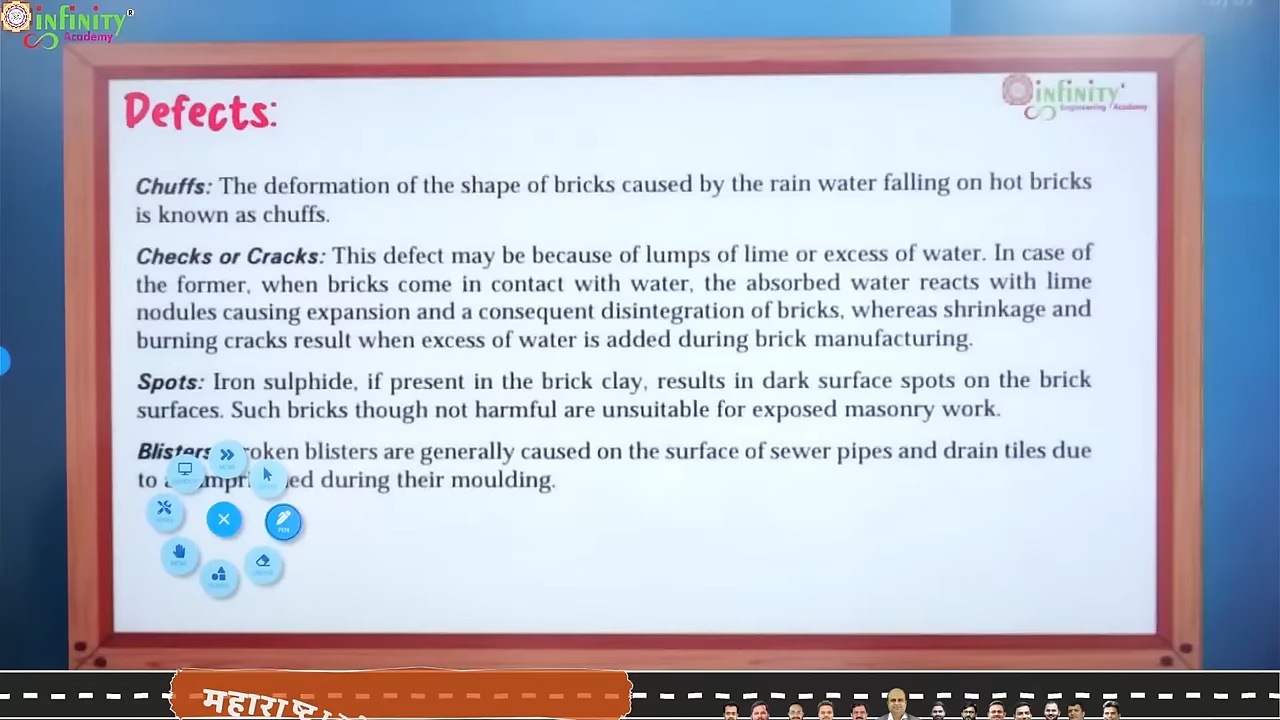 infinity
Academy
infinity
Engineering Academy
Defects:
Chuffs: The deformation of the shape of bricks caused by the rain water falling on hot bricks
is known as chuffs.
Checks or Cracks: This defect may be because of lumps of lime or excess of water. In case of
the former, when bricks come in contact with water, the absorbed water reacts with lime
nodules causing expansion and a consequent disintegration of bricks, whereas shrinkage and
burning cracks result when excess of water is added during brick manufacturing.
Spots: Iron sulphide, if present in the brick clay, results in dark surface spots on the brick
surfaces. Such bricks though not harmful are unsuitable for exposed masonry work.
Blisters blisters are generally caused on the surface of sewer pipes and drain tiles due
to during their moulding.
MORE
PEN
महाराष्ट्रा